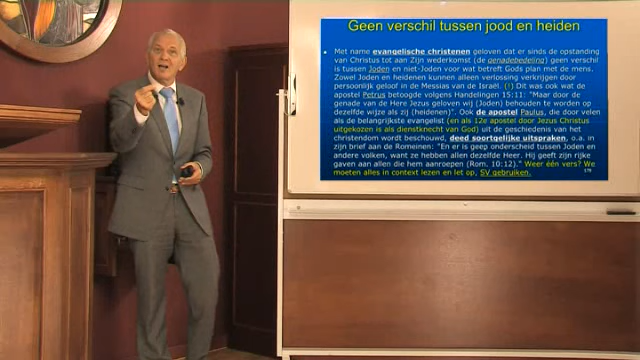 Geen verschil tussen jood en heiden
• Met name evangelische christenen geloven dat er sinds de opstanding
van Christus tot aan Zijn wederkomst (de genadebedeling) geen verschil
is tussen Joden en niet-Joden voor wat betreft Gods plan met de mens.
Zowel Joden en heidenen kunnen alleen verlossing verkrijgen door
persoonlijk geloof in de Messias van de Israël. (!) Dit was ook wat de
apostel Petrus betoogde volgens Handelingen 15:11: "Maar door de
genade van de Here Jezus geloven wij (Joden) behouden te worden op
dezelfde wijze als zij (heidenen)". Ook de apostel Paulus, die door velen
als de belangrijkste evangelist (en als 12e apostel door Jezus Christus
uitgekozen is als dienstknecht van God) uit de geschiedenis van het
christendom wordt beschouwd, deed soortgelijke uitspraken, o.a. in
zijn brief aan de Romeinen: "En er is geen onderscheid tussen Joden en
andere volken, want ze hebben allen dezelfde Heer. Hij geeft zijn rijke
gaven aan allen die hem aanroepen (Rom. 10:12)." Weer één vers? We
moeten alles in context lezen en let op, SV gebruiken.